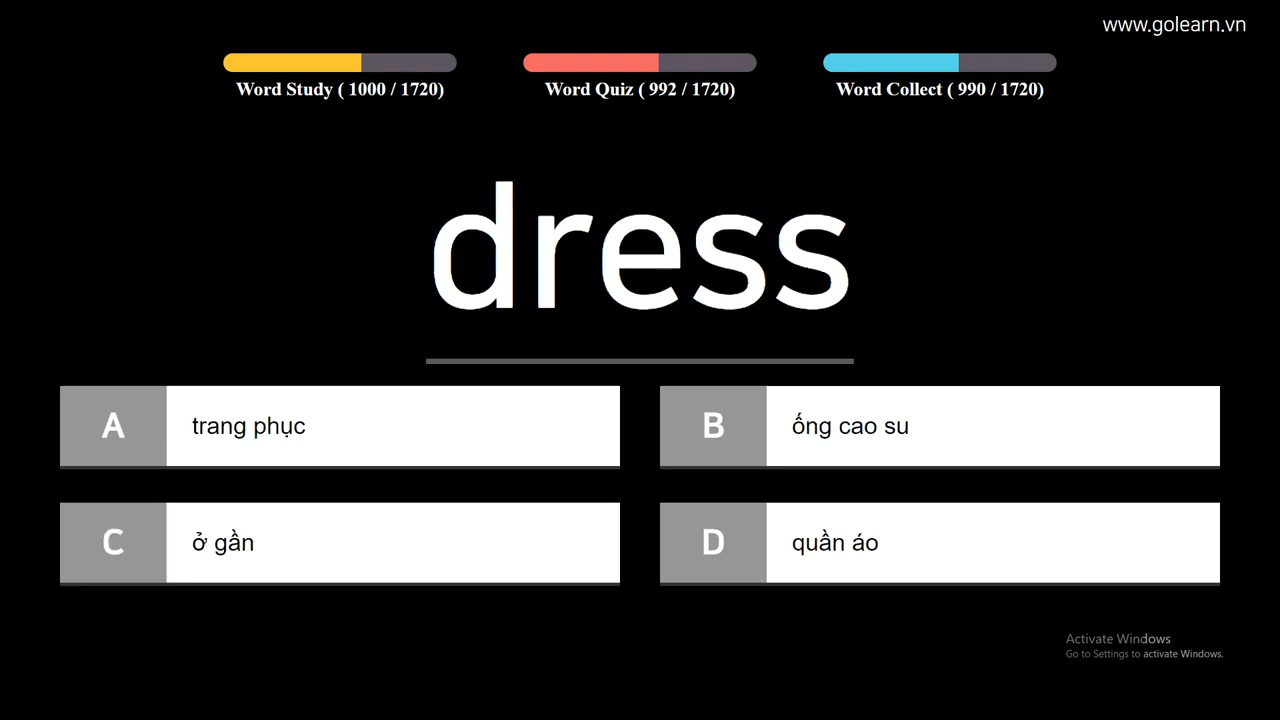 www.golearn.vn
Word Study ( 1000 / 1720)
Word Quiz ( 992 / 1720)
Word Collect ( 990 / 1720)
dress
A trang phục
B ống cao su
C ở gần
D quần áo
Activate Windows
Go to Settings to activate Windows.